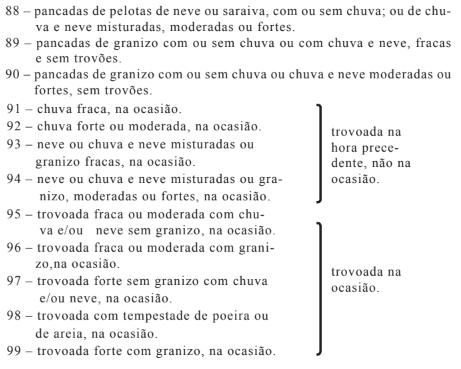 88 – pancadas de pelotas de neve ou saraiva, com ou sem chuva; ou de chu-
va e neve misturadas, moderadas ou fortes.
89 – pancadas de granizo com ou sem chuva ou com chuva e neve, fracas
e sem trovões.
90 – pancadas de granizo com ou sem chuva ou chuva e neve moderadas ou
fortes, sem trovões.
91 – chuva fraca, na ocasião.
92 – chuva forte ou moderada, na ocasião.
93 – neve ou chuva e neve misturadas ou
granizo fracas, na ocasião.
94 – neve ou chuva e neve misturadas ou gra-
nizo, moderadas ou fortes, na ocasião.
trovoada na
hora prece-
dente, não na
ocasião.
95 – trovoada fraca ou moderada com chu-
va e/ou neve sem granizo, na ocasião.
96 – trovoada fraca ou moderada com grani-
zo,na ocasião.
97 – trovoada forte sem granizo com chuva
e/ou neve, na ocasião.
98 – trovoada com tempestade de poeira ou
de areia, na ocasião.
99 – trovoada forte com granizo, na ocasião.
trovoada na
ocasião.